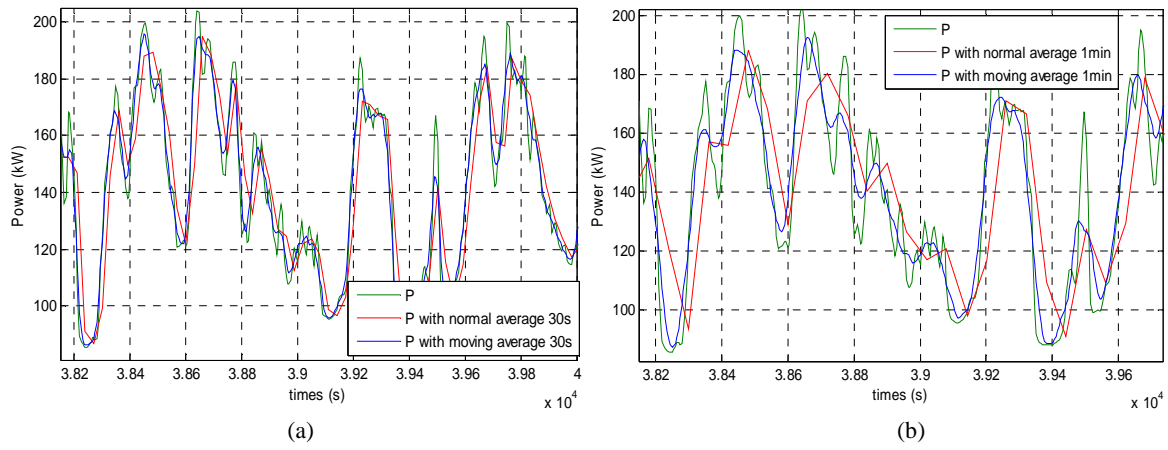 200
180
160
140
120
100
Power (kW)
P
P with normal average 30s
P with moving average 30s
3.82 3.84 3.86 3.88 3.9 3.92 3.94 3.96 3.98 4
times (s)
x 10^4
(a)
200
180
160
140
120
100
Power (kW)
P
P with normal average 1min
P with moving average 1min
3.82 3.84 3.86 3.88 3.9 3.92 3.94 3.96
times (s)
x 10^4
(b)